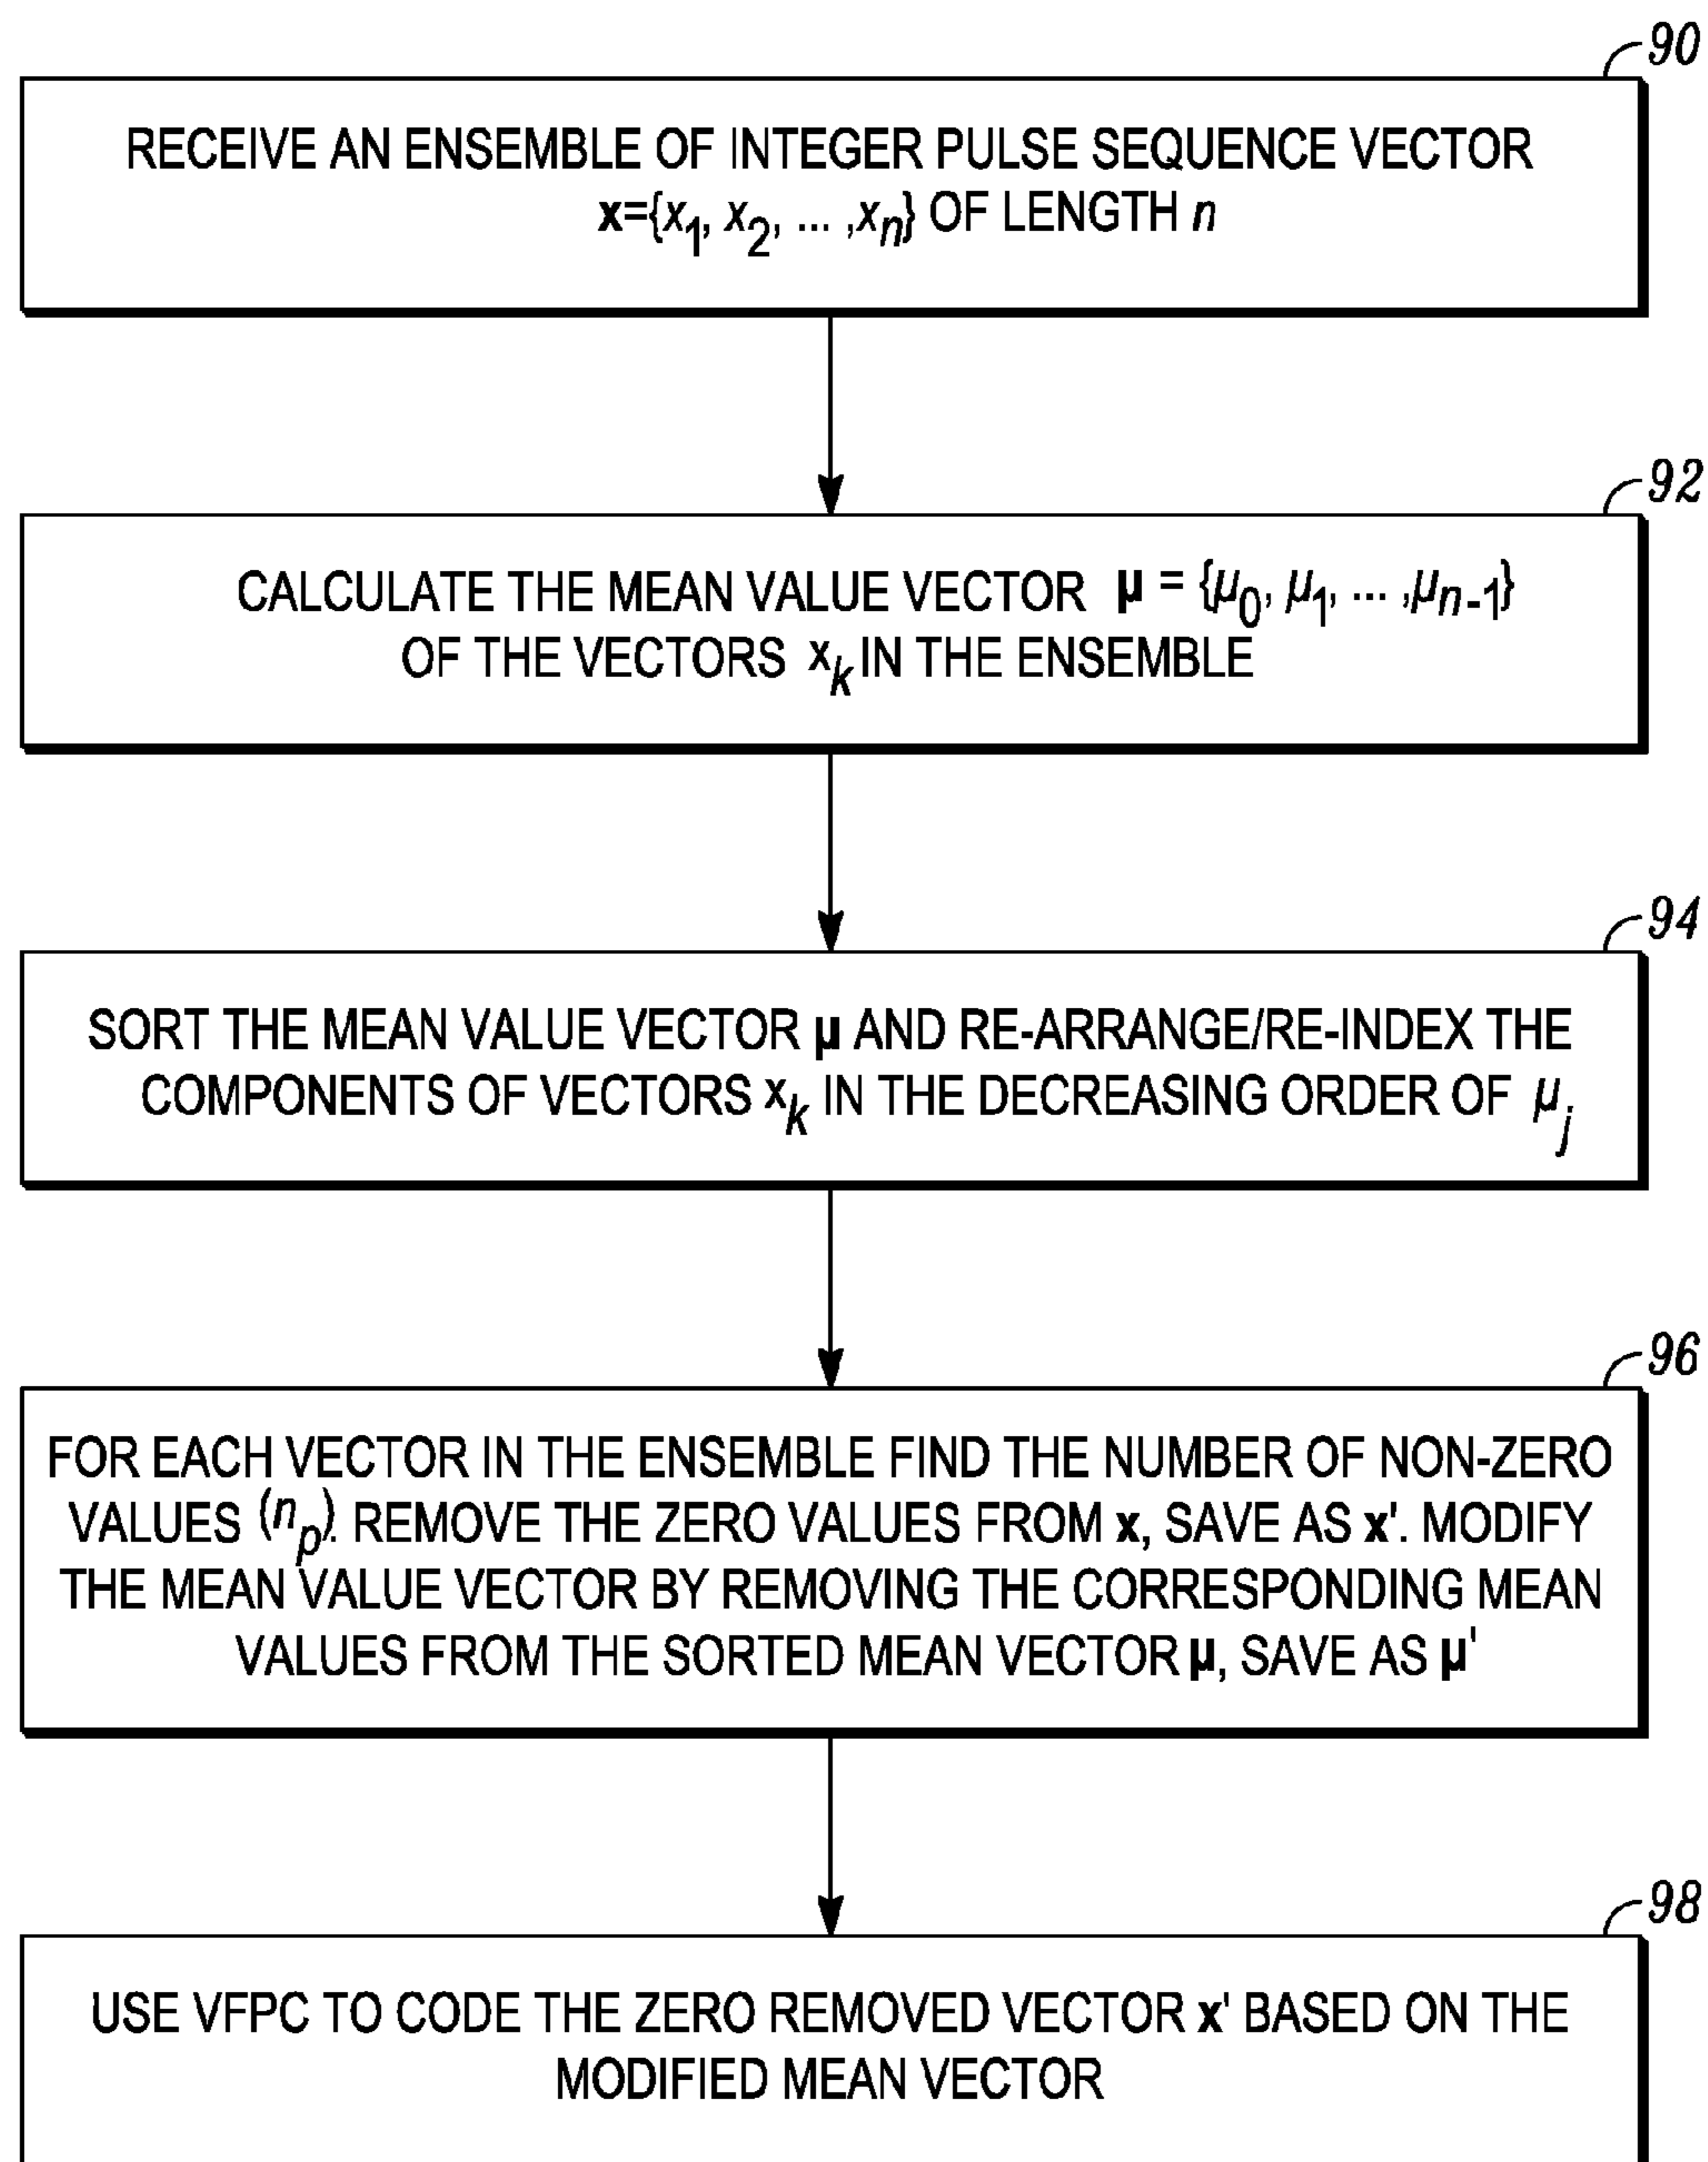 90
RECEIVE AN ENSEMBLE OF INTEGER PULSE SEQUENCE VECTOR
x={x1, x2, ... ,xn} OF LENGTH n
92
CALCULATE THE MEAN VALUE VECTOR µ = {µ0, µ1, ... ,µn-1}
OF THE VECTORS xk IN THE ENSEMBLE
94
SORT THE MEAN VALUE VECTOR µ AND RE-ARRANGE/RE-INDEX THE
COMPONENTS OF VECTORS xk IN THE DECREASING ORDER OF µj
96
FOR EACH VECTOR IN THE ENSEMBLE FIND THE NUMBER OF NON-ZERO
VALUES (np). REMOVE THE ZERO VALUES FROM x, SAVE AS x'. MODIFY
THE MEAN VALUE VECTOR BY REMOVING THE CORRESPONDING MEAN
VALUES FROM THE SORTED MEAN VECTOR µ, SAVE AS µ'
98
USE VFPC TO CODE THE ZERO REMOVED VECTOR x' BASED ON THE
MODIFIED MEAN VECTOR